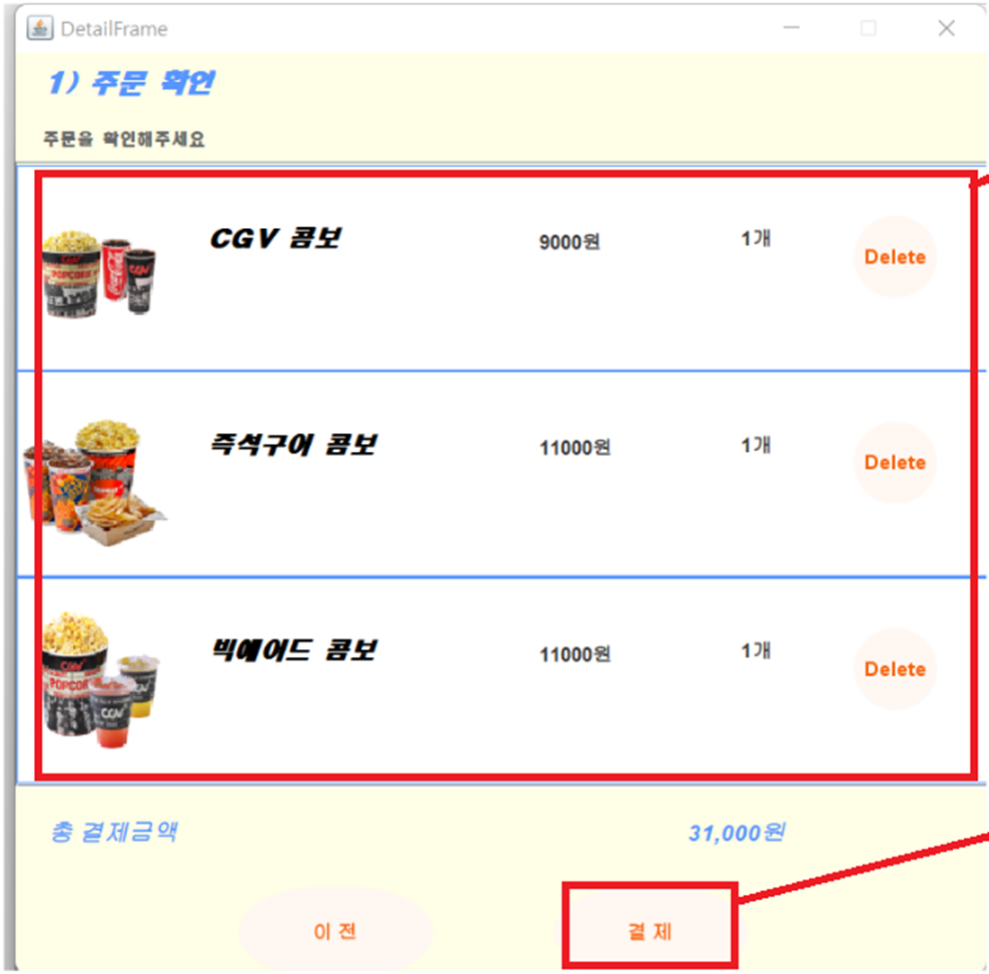 DetailFrame
1) 주문 확인
주문을 확인해주세요
CGV 콤보 9000원 1개 Delete
즉석구이 콤보 11000원 1개 Delete
빅에이드 콤보 11000원 1개 Delete
총 결제금액 31,000원
이 전 결 제